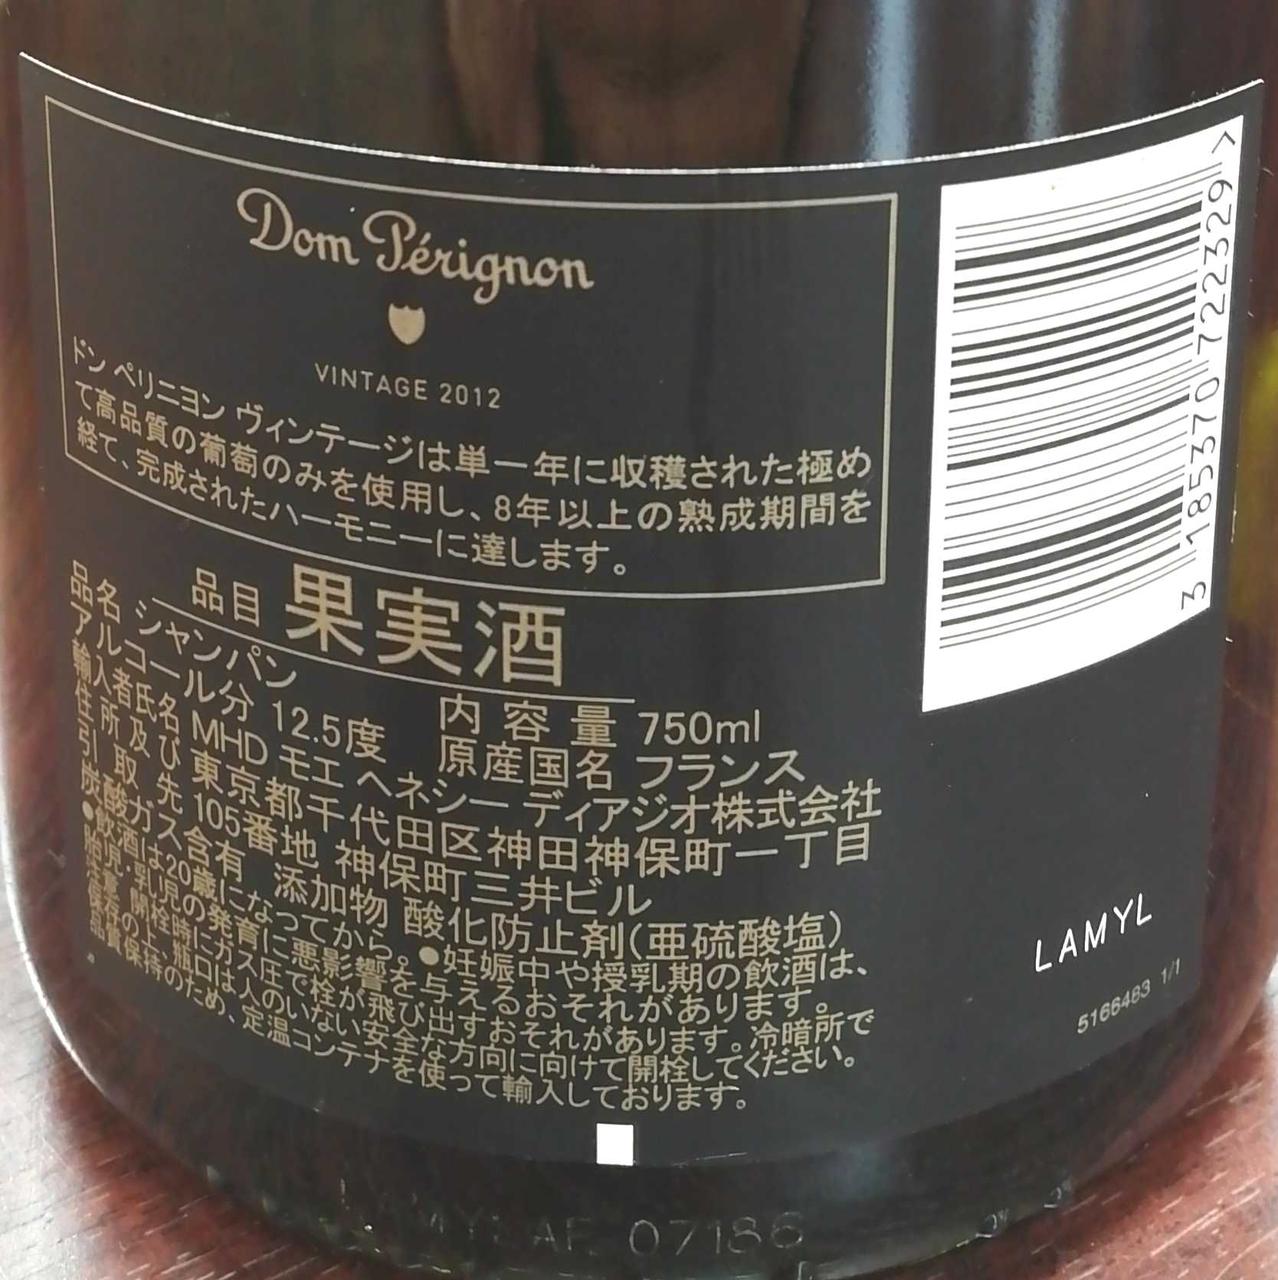 Dom Pérignon
VINTAGE 2012
ドン ペリニヨン ヴィンテージは単一年に収穫された極め
て高品質の葡萄のみを使用し、8年以上の熟成期間を
経て、完成されたハーモニーに達します。
品目 果実酒
品名 シャンパン
アルコール分 12.5度 内容量 750ml
輸入者氏名 MHD モエ ヘネシー ディアジオ株式会社
原産国名 フランス
住所及び 東京都千代田区神田神保町一丁目
引取先 105番地 神保町三井ビル
炭酸ガス含有 添加物 酸化防止剤(亜硫酸塩)
●飲酒は20歳になってから。●妊娠中や授乳期の飲酒は、
胎児・乳児の発育に悪影響を与えるおそれがあります。
注意 開栓時にガス圧で栓が飛び出すおそれがあります。冷暗所で
保存の上、瓶口は人のいない安全な方向に向けて開栓してください。
品質保持のため、定温コンテナを使って輸入しております。
3 185370 722329 >
LAMYL
5166463 1/1
LAMYL AF 07186